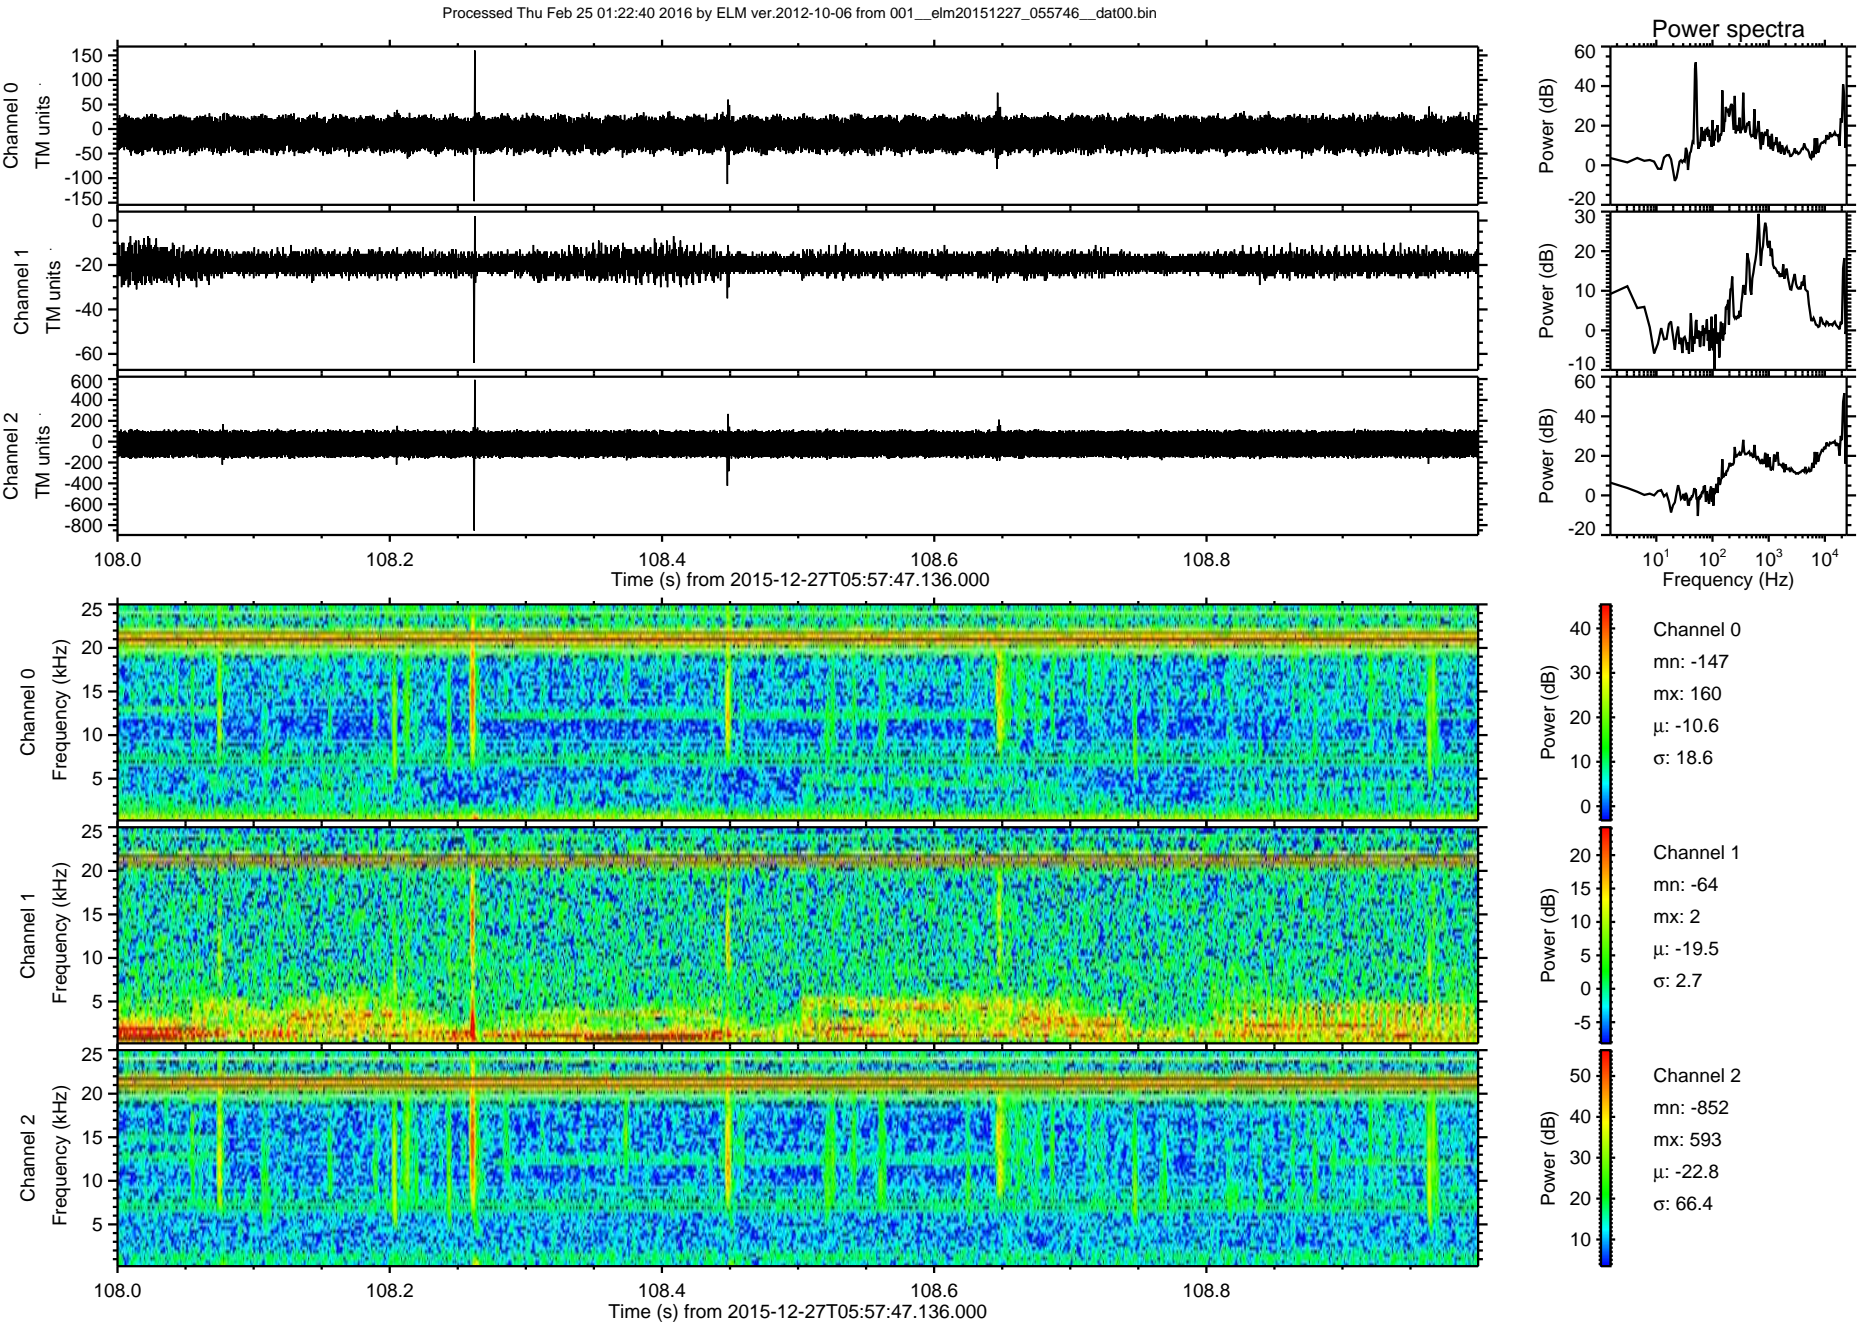 Processed Thu Feb 25 01:22:40 2016 by ELM ver.2012-10-06 from 001__elm20151227_055746__dat00.bin
Power spectra
Channel 0
TM units
150
100
50
0
-50
-100
-150
Power (dB)
60
40
20
0
-20
Channel 1
TM units
0
-20
-40
-60
Power (dB)
30
20
10
0
-10
Channel 2
TM units
600
400
200
0
-200
-400
-600
-800
Power (dB)
60
40
20
0
-20
108.0 108.2 108.4 108.6 108.8
Time (s) from 2015-12-27T05:57:47.136.000
10¹ 10² 10³ 10⁴
Frequency (Hz)
Channel 0
Frequency (kHz)
25
20
15
10
5
Power (dB)
40
30
20
10
0
Channel 0
mn: -147
mx: 160
μ: -10.6
σ: 18.6
Channel 1
Frequency (kHz)
25
20
15
10
5
Power (dB)
20
15
10
5
0
-5
Channel 1
mn: -64
mx: 2
μ: -19.5
σ: 2.7
Channel 2
Frequency (kHz)
25
20
15
10
5
Power (dB)
50
40
30
20
10
Channel 2
mn: -852
mx: 593
μ: -22.8
σ: 66.4
108.0 108.2 108.4 108.6 108.8
Time (s) from 2015-12-27T05:57:47.136.000